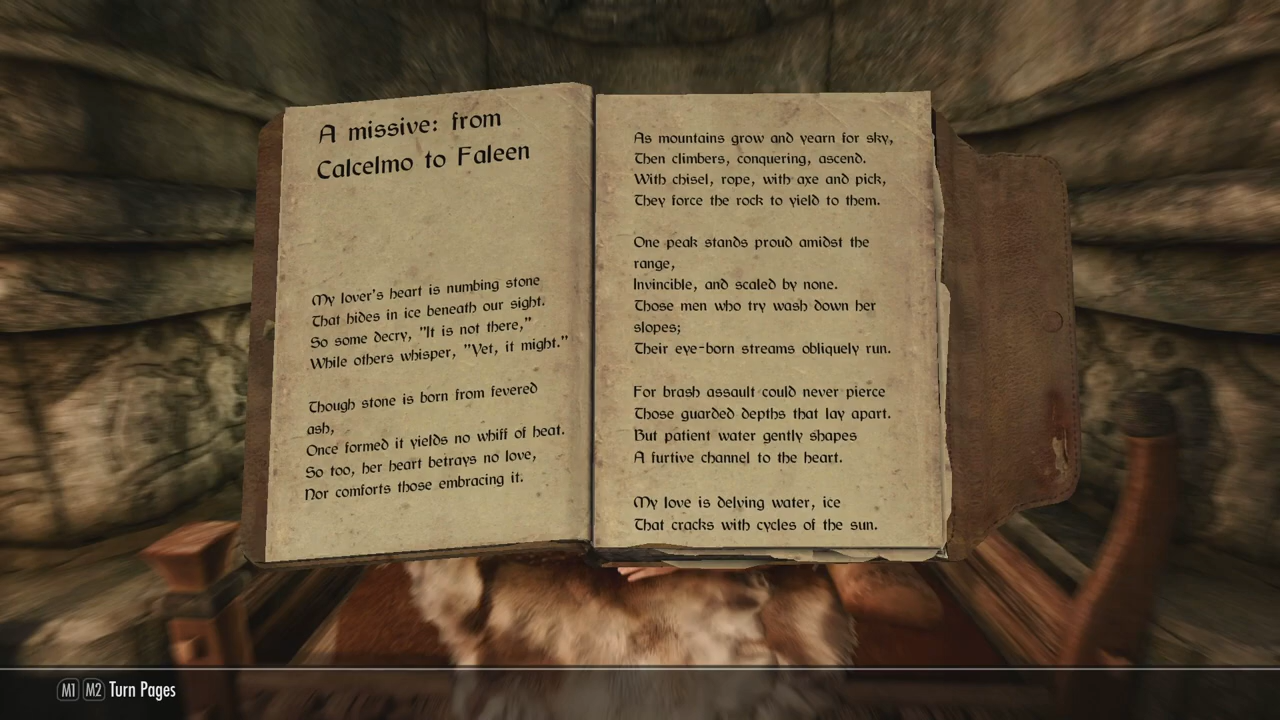 A missive: from
Calcelmo to Faleen
My lover's heart is numbing stone
That hides in ice beneath our sight.
So some decry, "It is not there,"
While others whisper, "Yet, it might."
Though stone is born from fevered
ash,
Once formed it yields no whiff of heat.
So too, her heart betrays no love,
Nor comforts those embracing it.
As mountains grow and yearn for sky,
Then climbers, conquering, ascend.
With chisel, rope, with axe and pick,
They force the rock to yield to them.
One peak stands proud amidst the
range,
Invincible, and scaled by none.
Those men who try wash down her
slopes;
Their eye-born streams obliquely run.
For brash assault could never pierce
Those guarded depths that lay apart.
But patient water gently shapes
A furtive channel to the heart.
My love is delving water, ice
That cracks with cycles of the sun.
M1 M2 Turn Pages